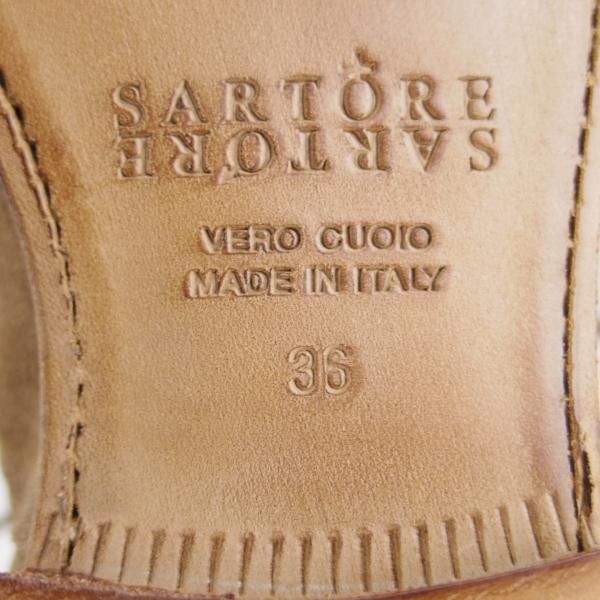 SARTORE
SARTORE
VERO CUOIO
MADE IN ITALY
36